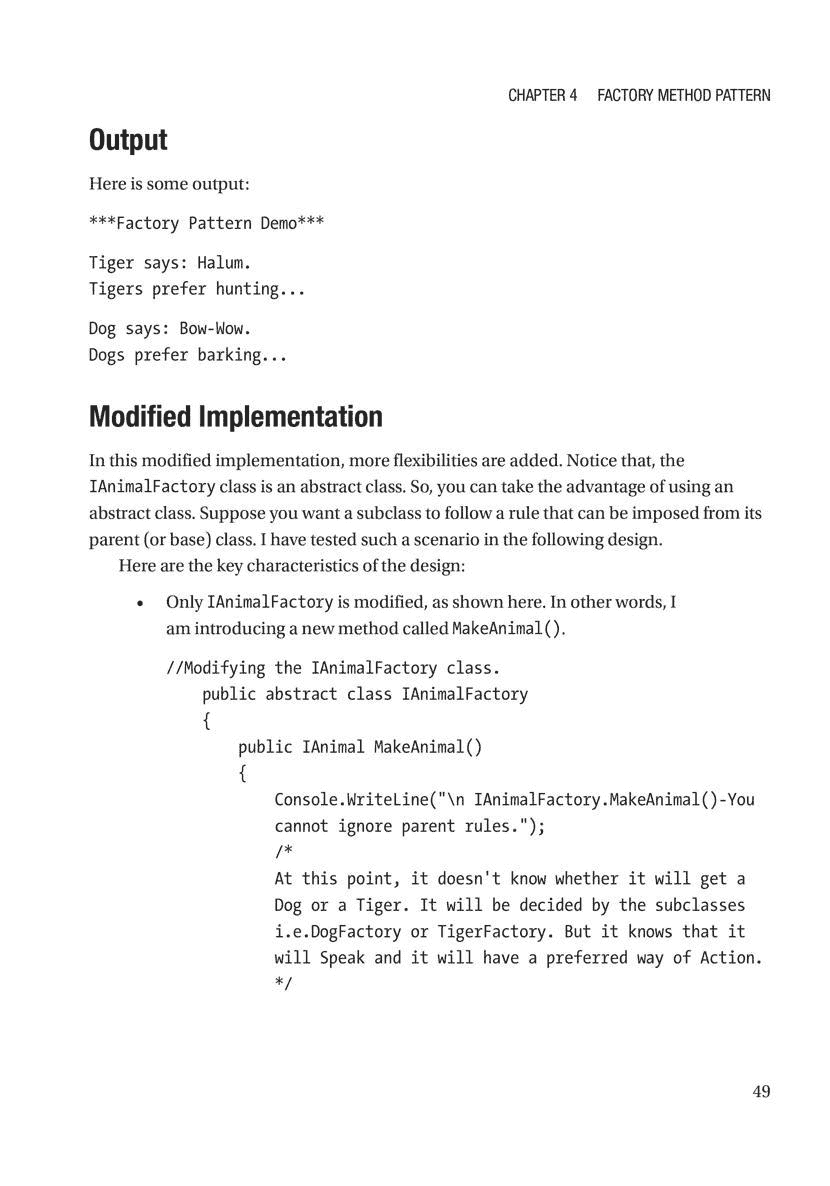 CHAPTER 4 FACTORY METHOD PATTERN
Output
Here is some output:
***Factory Pattern Demo***
Tiger says: Halum.
Tigers prefer hunting...
Dog says: Bow-Wow.
Dogs prefer barking...
Modified Implementation
In this modified implementation, more flexibilities are added. Notice that, the
IAnimalFactory class is an abstract class. So, you can take the advantage of using an
abstract class. Suppose you want a subclass to follow a rule that can be imposed from its
parent (or base) class. I have tested such a scenario in the following design.
Here are the key characteristics of the design:
• Only IAnimalFactory is modified, as shown here. In other words, I
am introducing a new method called MakeAnimal().
//Modifying the IAnimalFactory class.
public abstract class IAnimalFactory
{
public IAnimal MakeAnimal()
{
Console.WriteLine("\n IAnimalFactory.MakeAnimal()-You
cannot ignore parent rules.");
/*
At this point, it doesn't know whether it will get a
Dog or a Tiger. It will be decided by the subclasses
i.e.DogFactory or TigerFactory. But it knows that it
will Speak and it will have a preferred way of Action.
*/
49